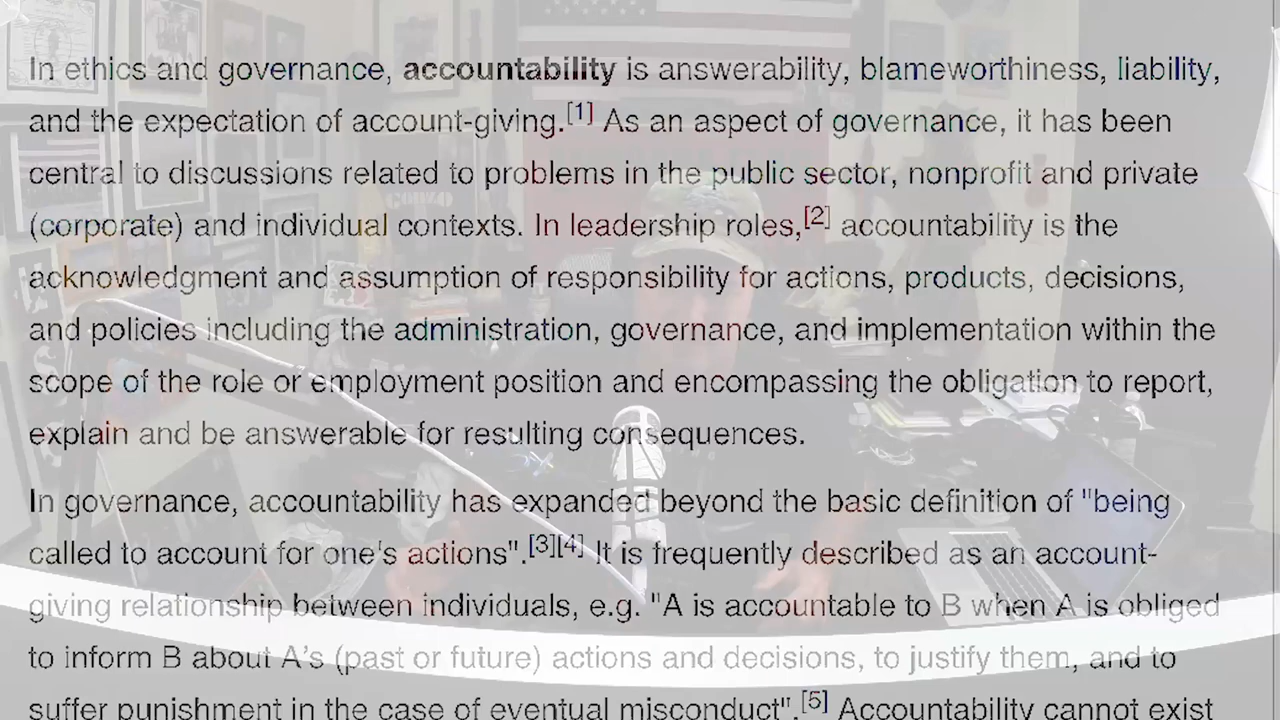 In ethics and governance, accountability is answerability, blameworthiness, liability,
and the expectation of account-giving.[1] As an aspect of governance, it has been
central to discussions related to problems in the public sector, nonprofit and private
(corporate) and individual contexts. In leadership roles,[2] accountability is the
acknowledgment and assumption of responsibility for actions, products, decisions,
and policies including the administration, governance, and implementation within the
scope of the role or employment position and encompassing the obligation to report,
explain and be answerable for resulting consequences.
In governance, accountability has expanded beyond the basic definition of "being
called to account for one's actions".[3][4] It is frequently described as an account-
giving relationship between individuals, e.g. "A is accountable to B when A is obliged
to inform B about A’s (past or future) actions and decisions, to justify them, and to
suffer punishment in the case of eventual misconduct".[5] Accountability cannot exist